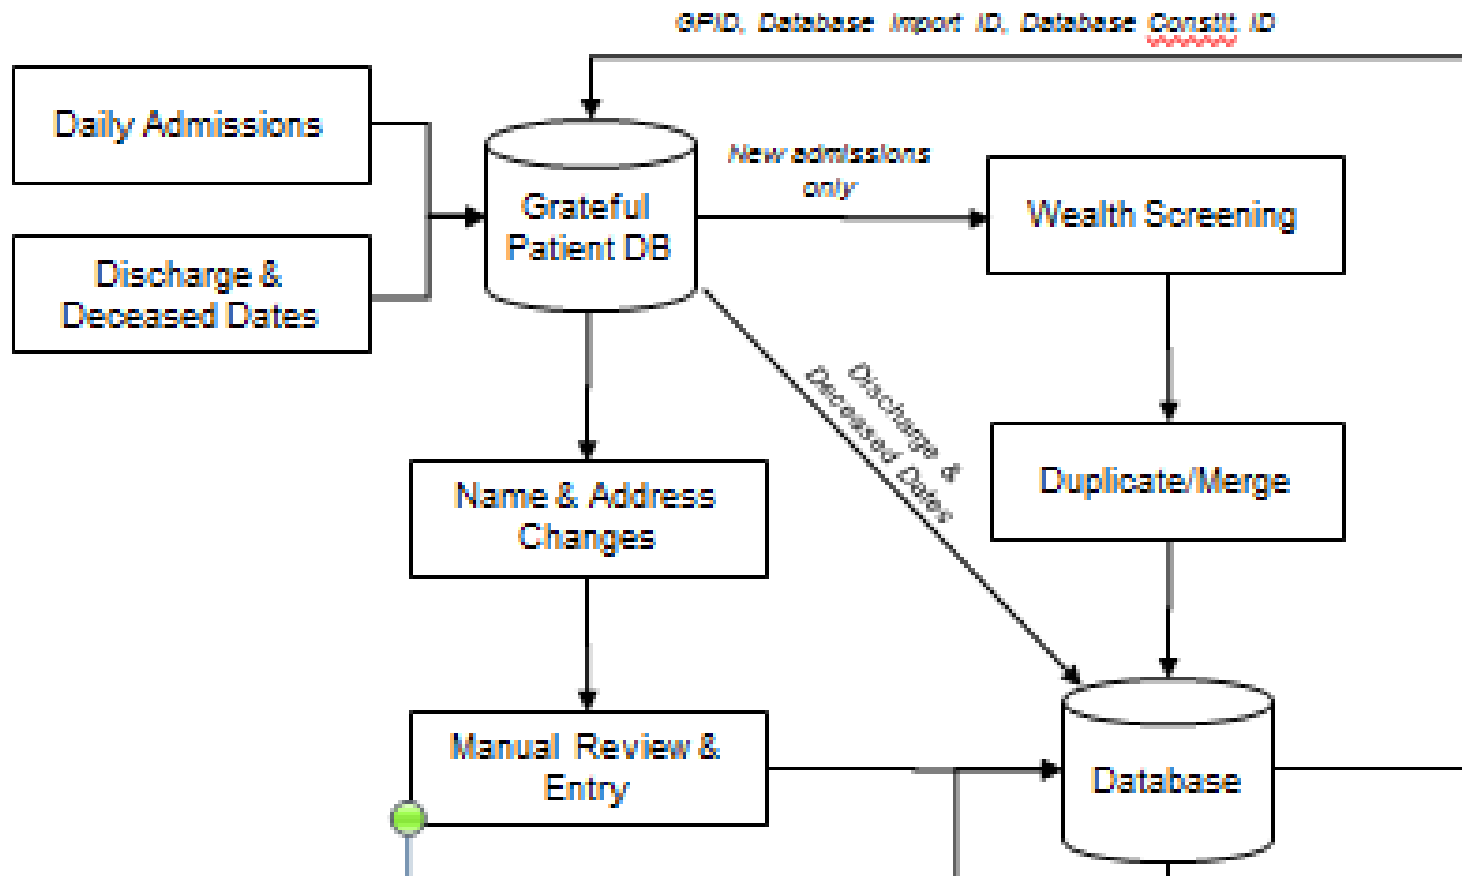 GPID, Database Import ID, Database Constit. ID
Daily Admissions
New admissions
only
Grateful
Patient DB
Wealth Screening
Discharge &
Deceased Dates
Discharge &
Deceased Dates
Name & Address
Changes
Duplicate/Merge
Manual Review &
Entry
Database